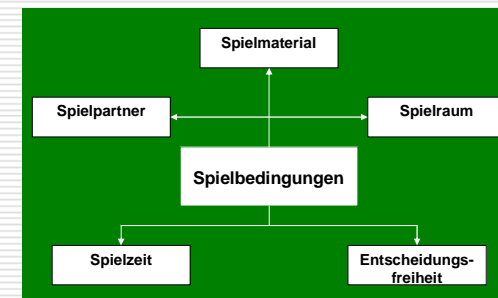 Spielmaterial
Spielpartner
Spielraum
Spielbedingungen
Spielzeit
Entscheidungs-
freiheit